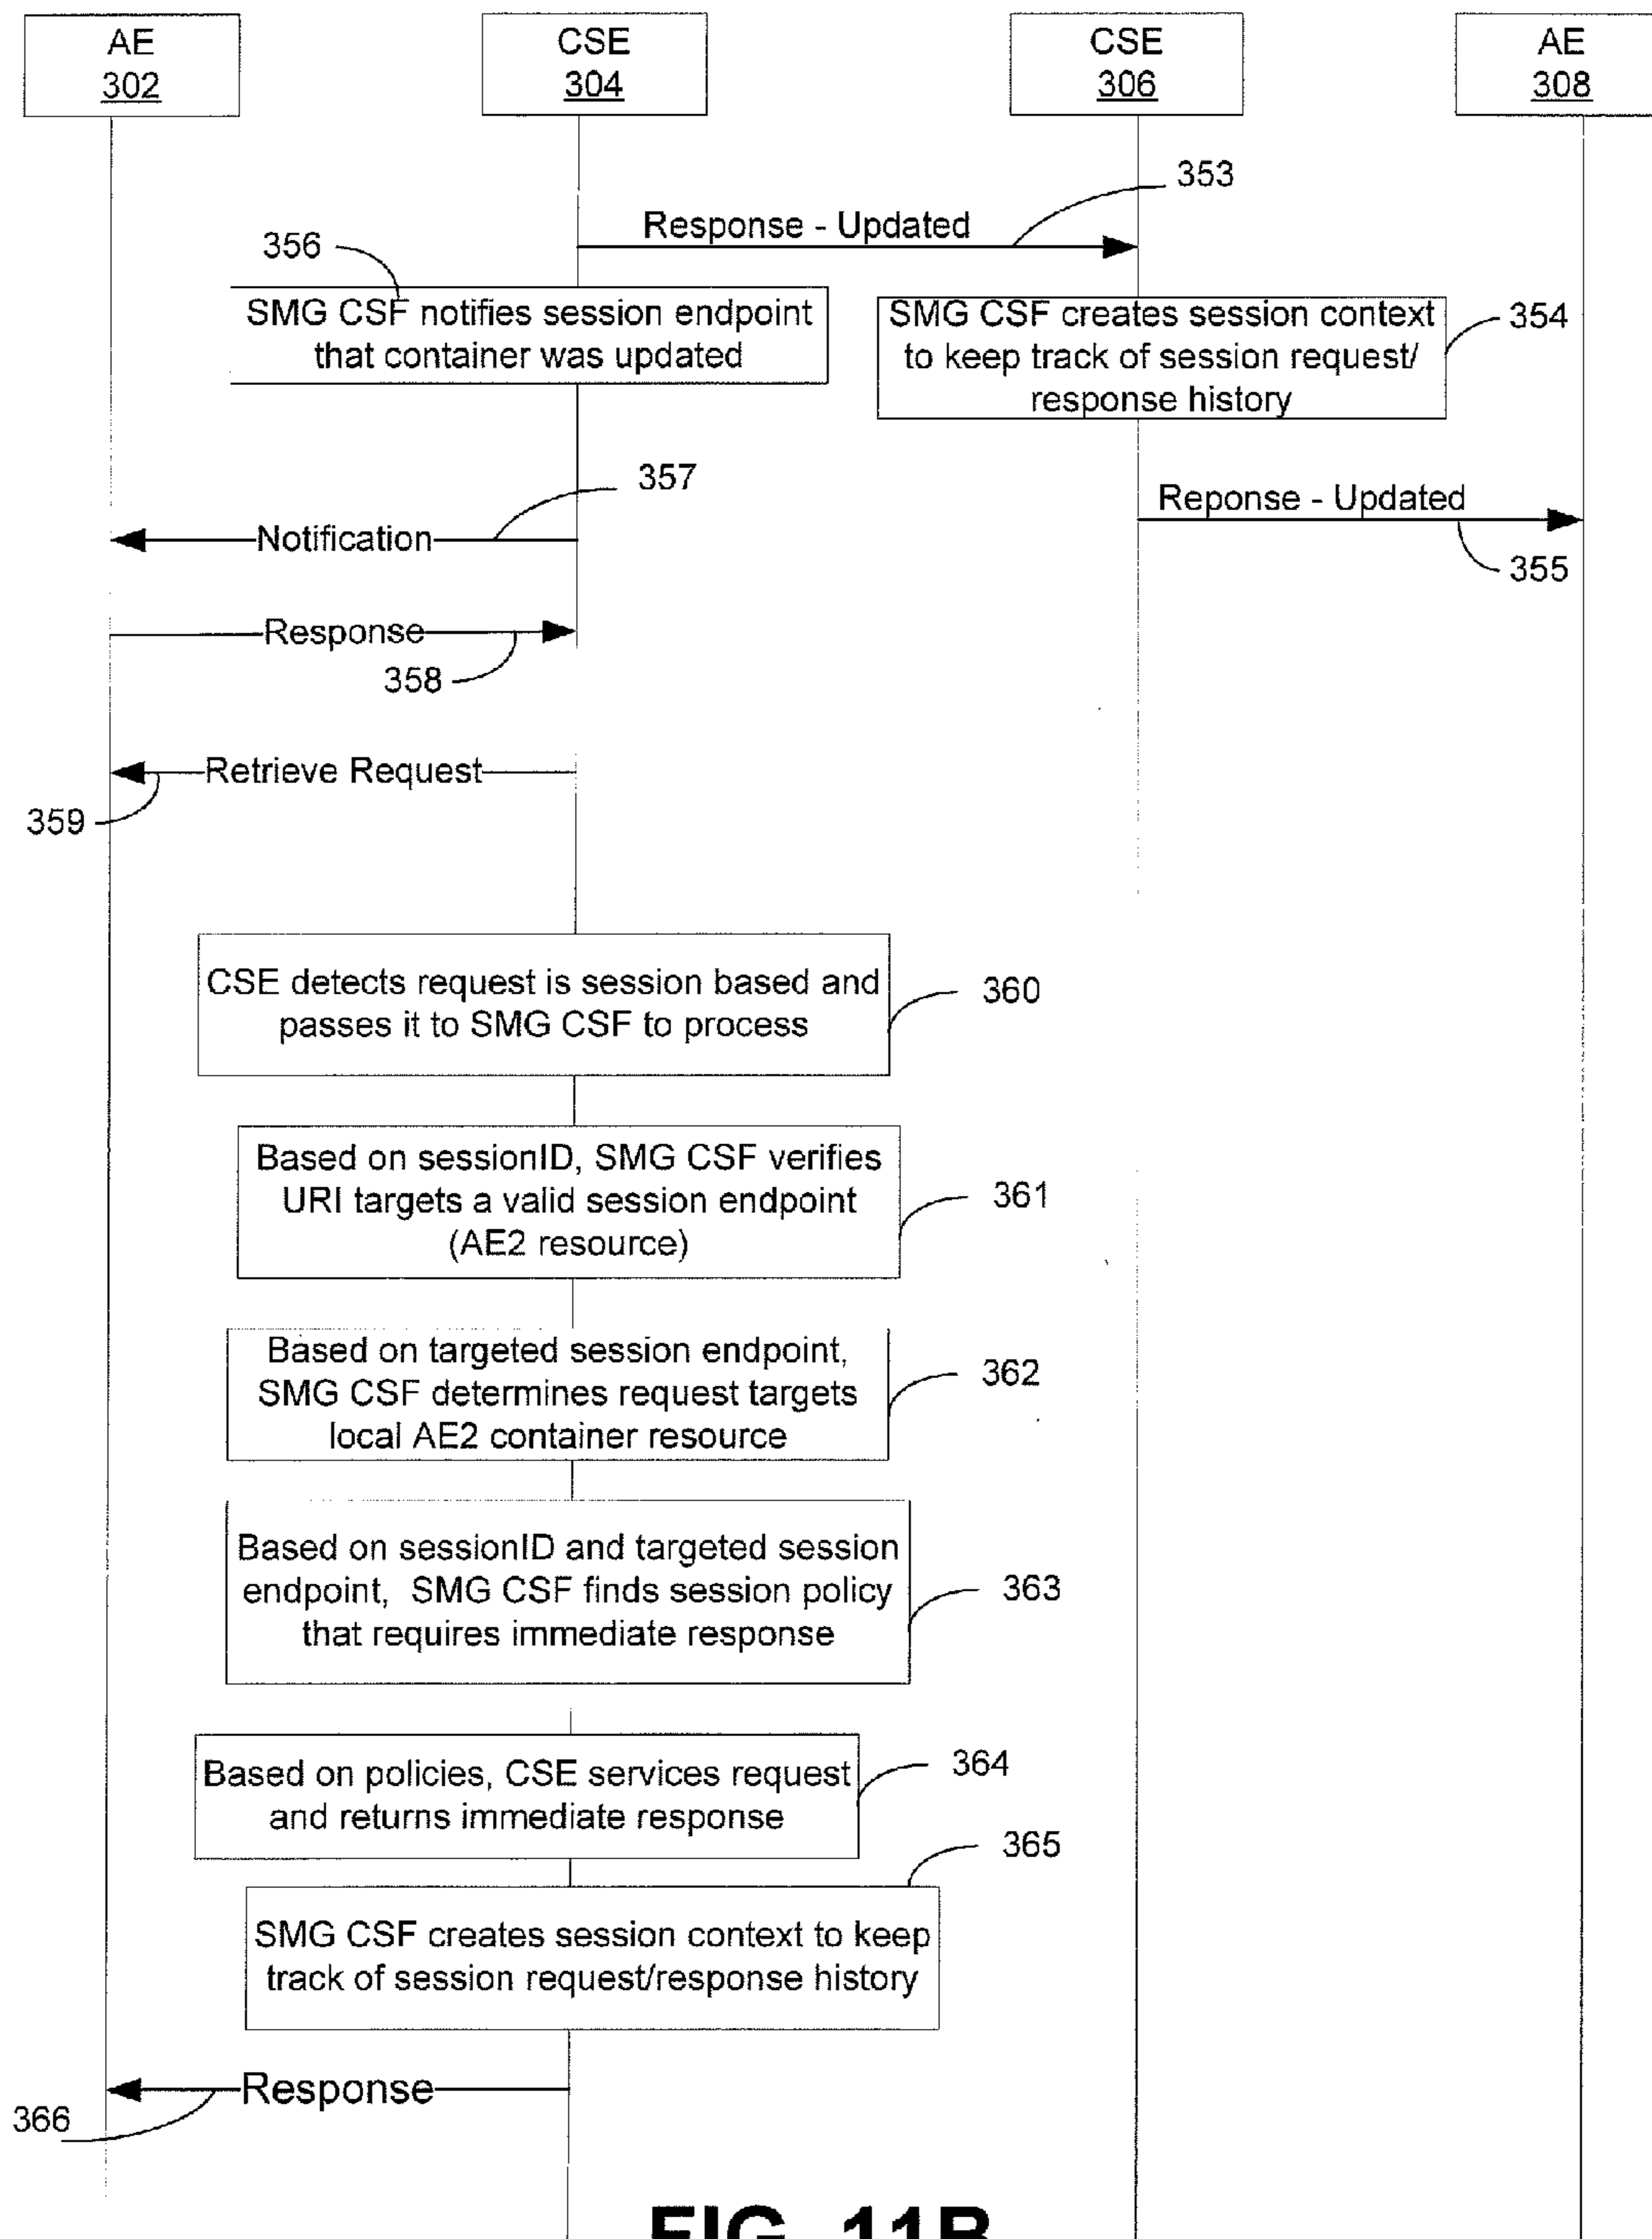 AE
302
CSE
304
CSE
306
AE
308
353
Response - Updated
356
SMG CSF notifies session endpoint
that container was updated
SMG CSF creates session context
to keep track of session request/
response history
354
357
Reponse - Updated
Notification
355
Response
358
Retrieve Request
359
CSE detects request is session based and
passes it to SMG CSF to process
360
Based on sessionID, SMG CSF verifies
URI targets a valid session endpoint
(AE2 resource)
361
Based on targeted session endpoint,
SMG CSF determines request targets
local AE2 container resource
362
Based on sessionID and targeted session
endpoint, SMG CSF finds session policy
that requires immediate response
363
Based on policies, CSE services request
and returns immediate response
364
365
SMG CSF creates session context to keep
track of session request/response history
Response
366
FIG. 11B